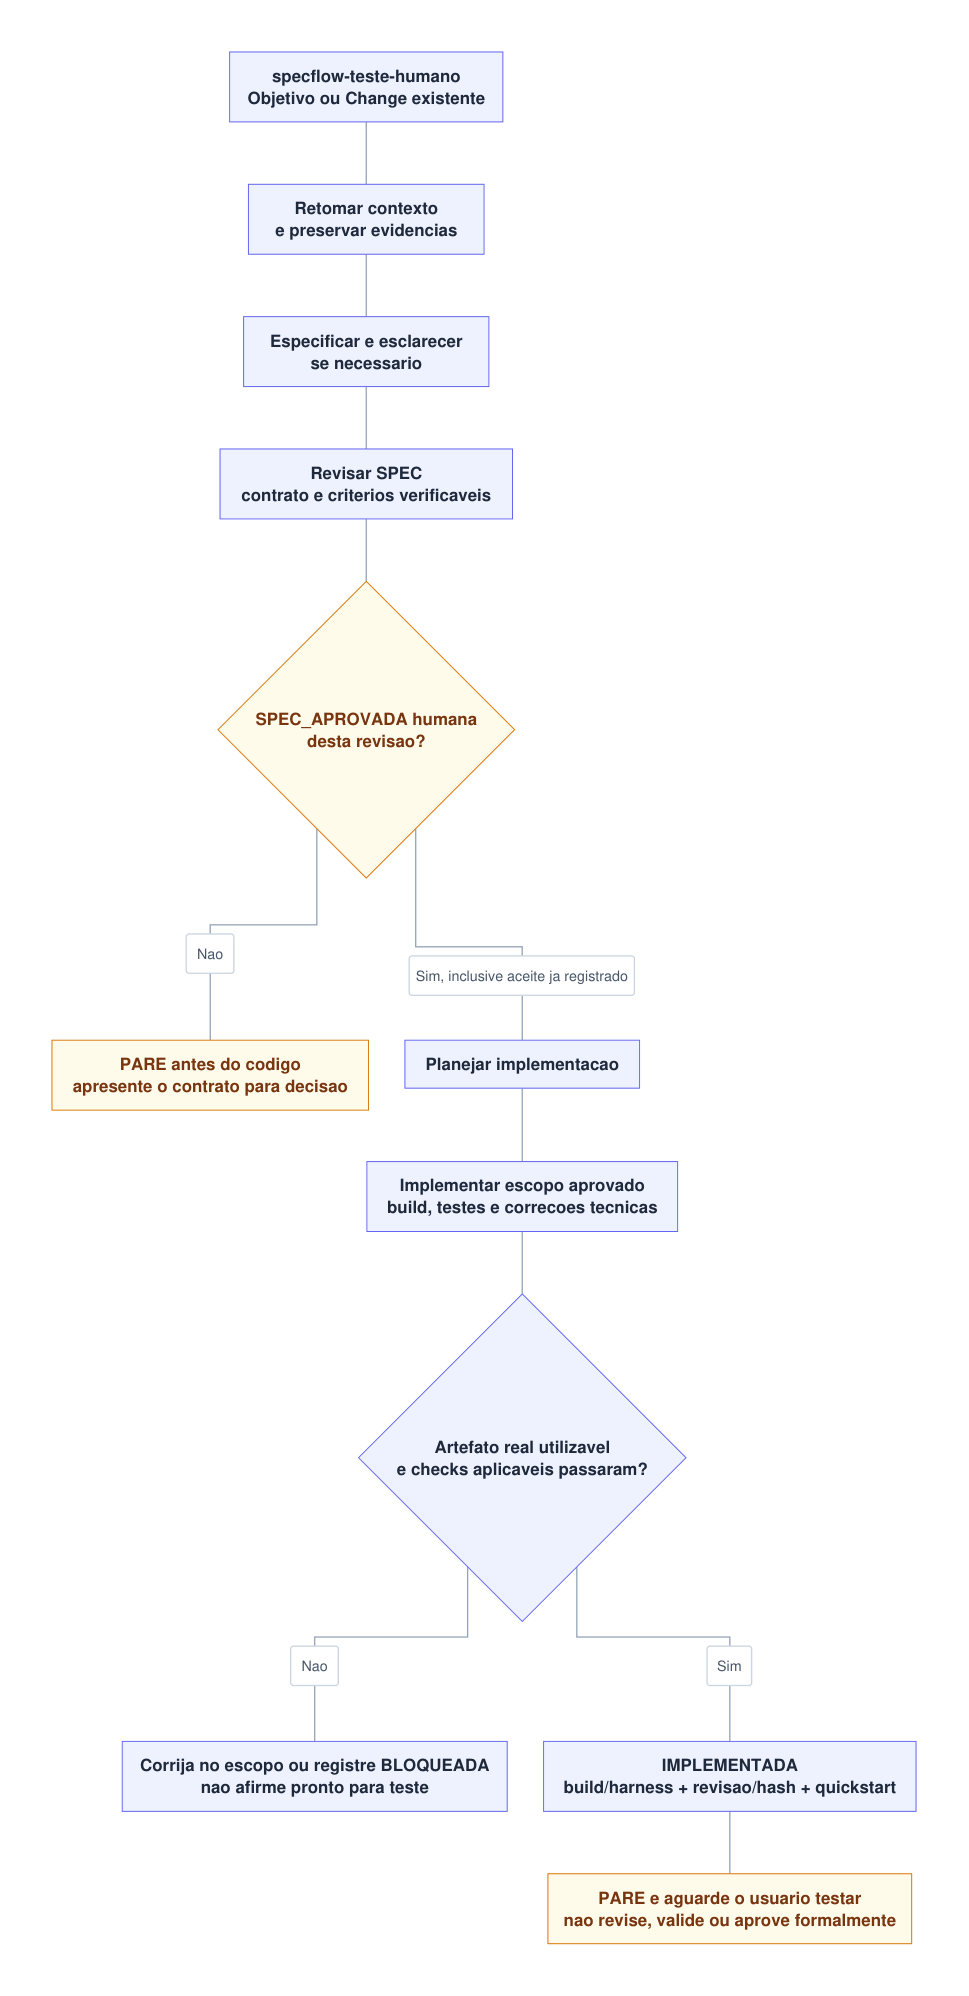 specflow-teste-humano
Objetivo ou Change existente
Retomar contexto
e preservar evidencias
Especificar e esclarecer
se necessario
Revisar SPEC
contrato e criterios verificaveis
SPEC_APROVADA humana
desta revisao?
Nao
Sim, inclusive aceite ja registrado
PARE antes do codigo
apresente o contrato para decisao
Planejar implementacao
Implementar escopo aprovado
build, testes e correcoes tecnicas
Artefato real utilizavel
e checks aplicaveis passaram?
Nao
Sim
Corrija no escopo ou registre BLOQUEADA
nao afirme pronto para teste
IMPLEMENTADA
build/harness + revisao/hash + quickstart
PARE e aguarde o usuario testar
nao revise, valide ou aprove formalmente